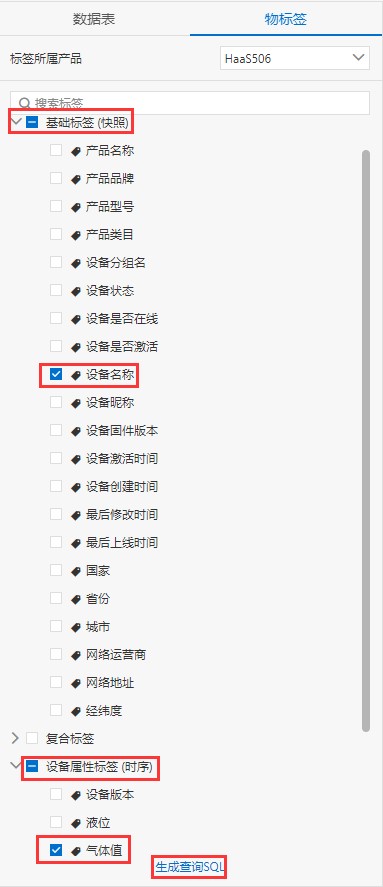 数据表 物标签
标签所属产品 HaaS506
搜索标签
基础标签 (快照)
产品名称
产品品牌
产品型号
产品类目
设备分组名
设备状态
设备是否在线
设备是否激活
设备名称
设备昵称
设备固件版本
设备激活时间
设备创建时间
最后修改时间
最后上线时间
国家
省份
城市
网络运营商
网络地址
经纬度
复合标签
设备属性标签 (时序)
设备版本
液位
气体值
生成查询SQL